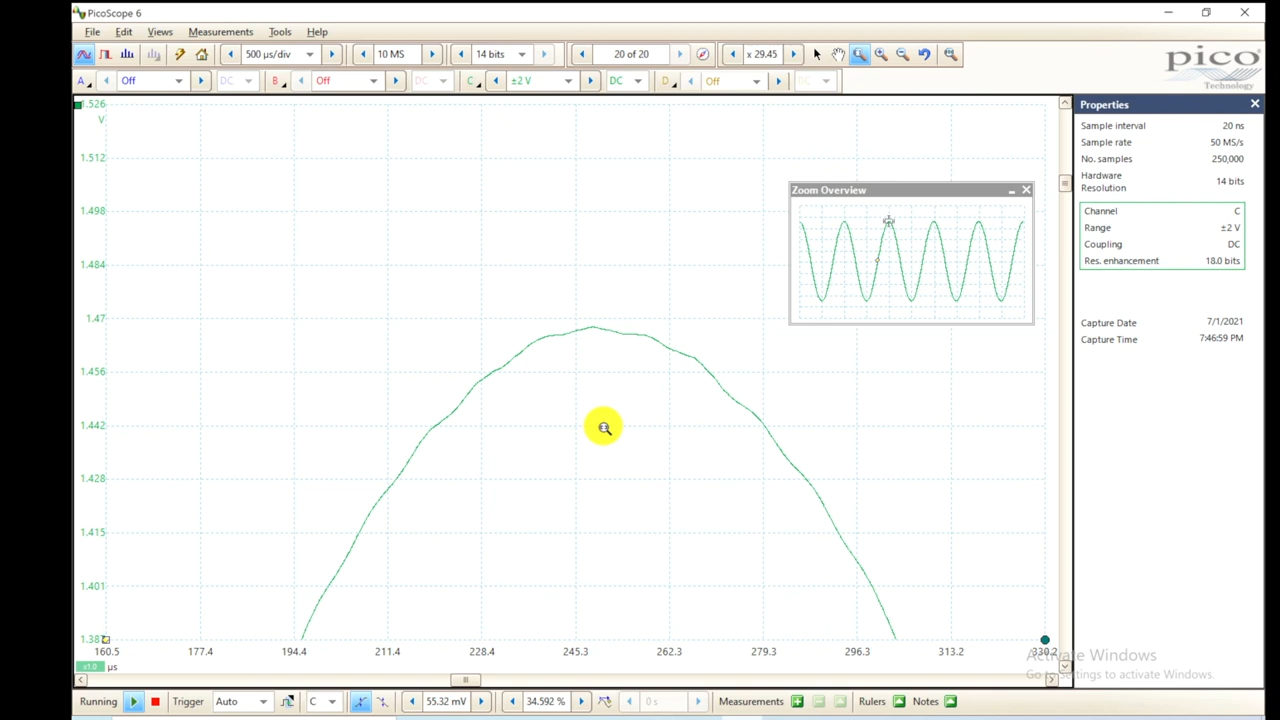 PicoScope 6
File Edit Views Measurements Tools Help
500 µs/div 10 MS 14 bits 20 of 20 x 29.45
pico
Technology
A Off DC B Off DC C ±2 V DC D Off DC
1.526
V
1.512
1.498
1.484
1.47
1.456
1.442
1.428
1.415
1.401
1.387
160.5 177.4 194.4 211.4 228.4 245.3 262.3 279.3 296.3 313.2 330.2
x1.0 µs
Zoom Overview
Properties
Sample interval 20 ns
Sample rate 50 MS/s
No. samples 250,000
Hardware
Resolution 14 bits
Channel C
Range ±2 V
Coupling DC
Res. enhancement 18.0 bits
Capture Date 7/1/2021
Capture Time 7:46:59 PM
Activate Windows
Go to Settings to activate Windows.
Running Trigger Auto C 55.32 mV 34.592 % 0 s Measurements Rulers Notes